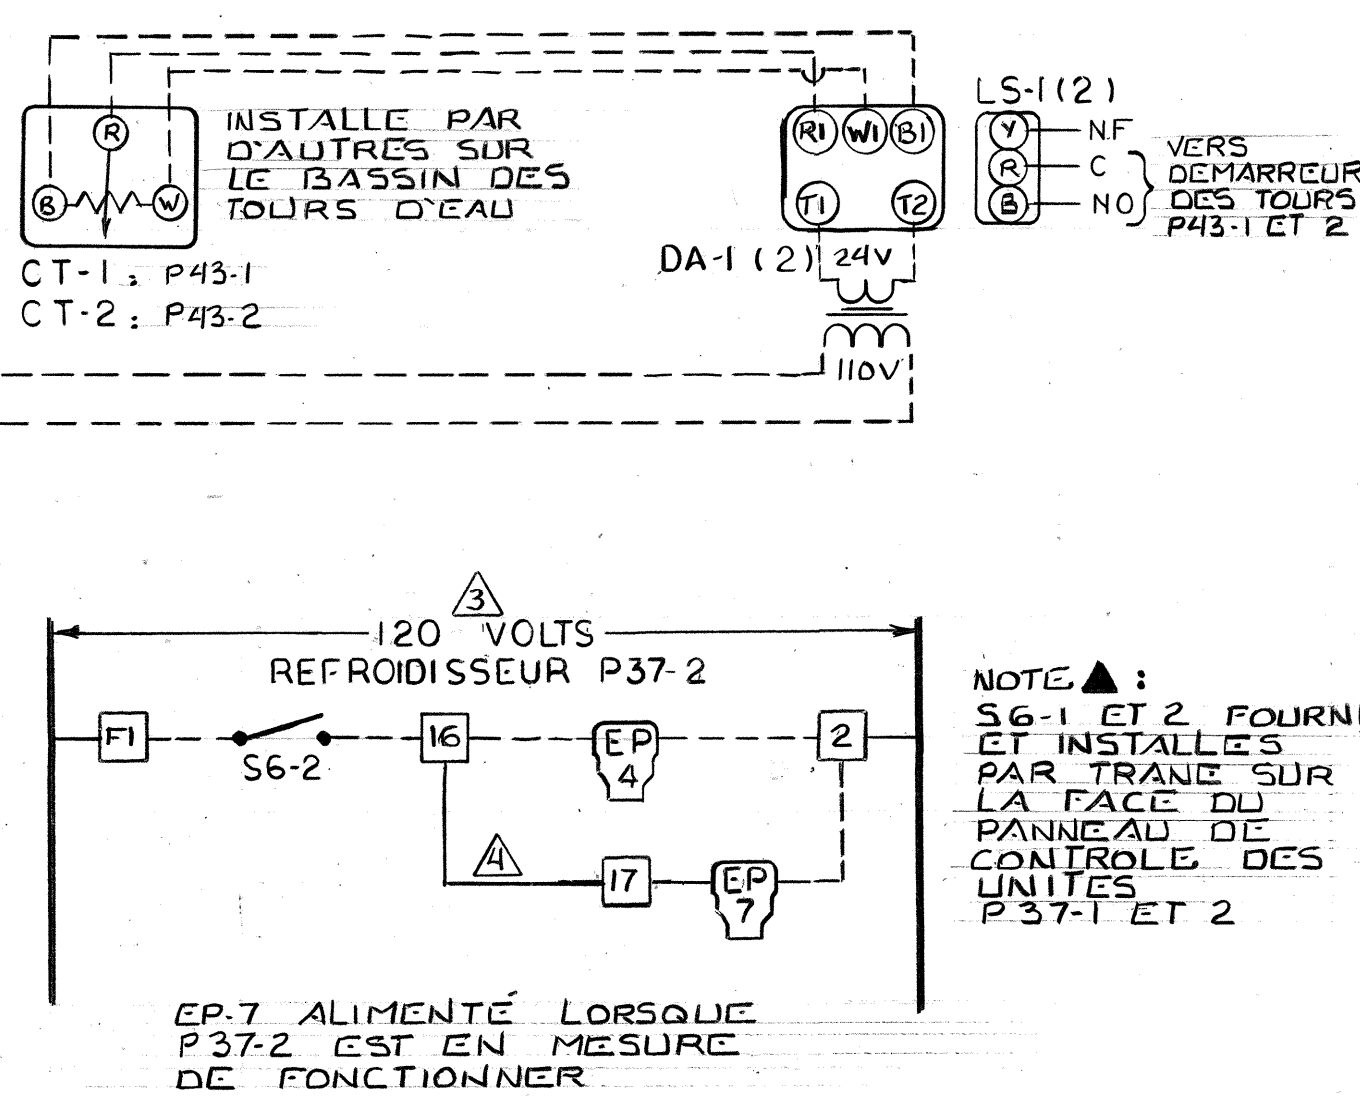 R
B
W
INSTALLE PAR
D'AUTRES SUR
LE BASSIN DES
TOURS D'EAU
CT-1: P43-1
CT-2: P43-2
R1 W1 B1
T1 T2
DA-1 (2)
24V
110V
LS-1(2)
Y N.F
R C
B NO
VERS
DEMARREUR
DES TOURS
P43-1 ET 2
3
120 VOLTS
REFROIDISSEUR P37-2
F1
S6-2
16
EP
4
2
4
17
EP
7
NOTE :
S6-1 ET 2 FOURNI
ET INSTALLES
PAR TRANE SUR
LA FACE DU
PANNEAU DE
CONTROLE DES
UNITES
P37-1 ET 2
EP-7 ALIMENTÉ LORSQUE
P37-2 EST EN MESURE
DE FONCTIONNER